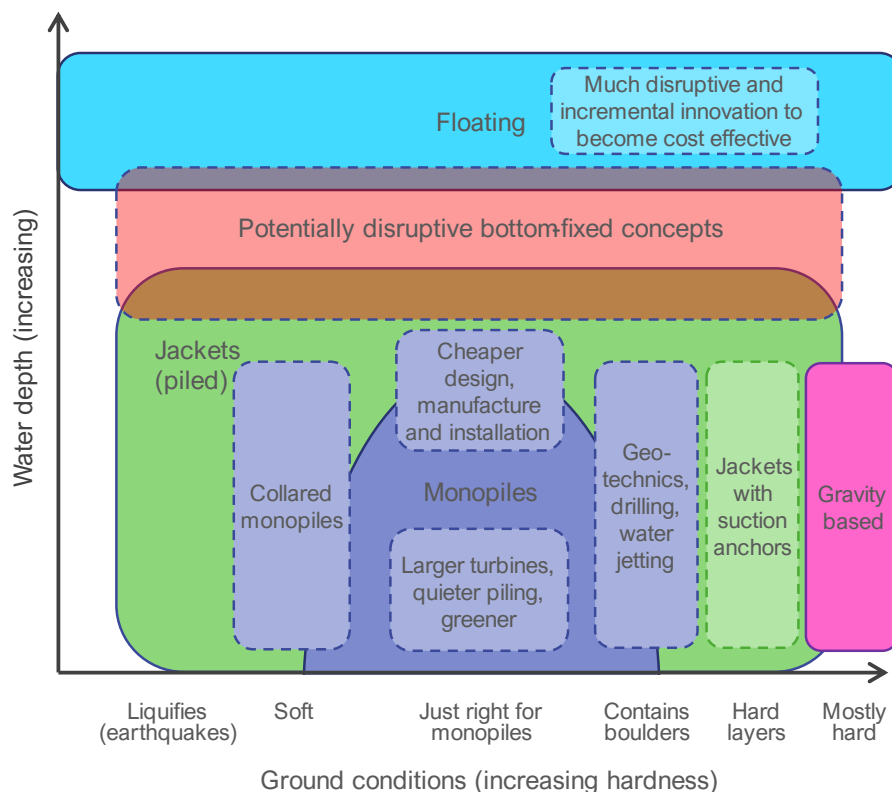 Much disruptive and
incremental innovation to
become cost effective
Floating
Potentially disruptive bottom-fixed concepts
Jackets
(piled)
Cheaper
design,
manufacture
and installation
Collared
monopiles
Monopiles
Larger turbines,
quieter piling,
greener
Geo-
technics,
drilling,
water
jetting
Jackets
with
suction
anchors
Gravity
based
Water depth (increasing)
Liquifies
(earthquakes)
Soft
Just right for
monopiles
Contains
boulders
Hard
layers
Mostly
hard
Ground conditions (increasing hardness)